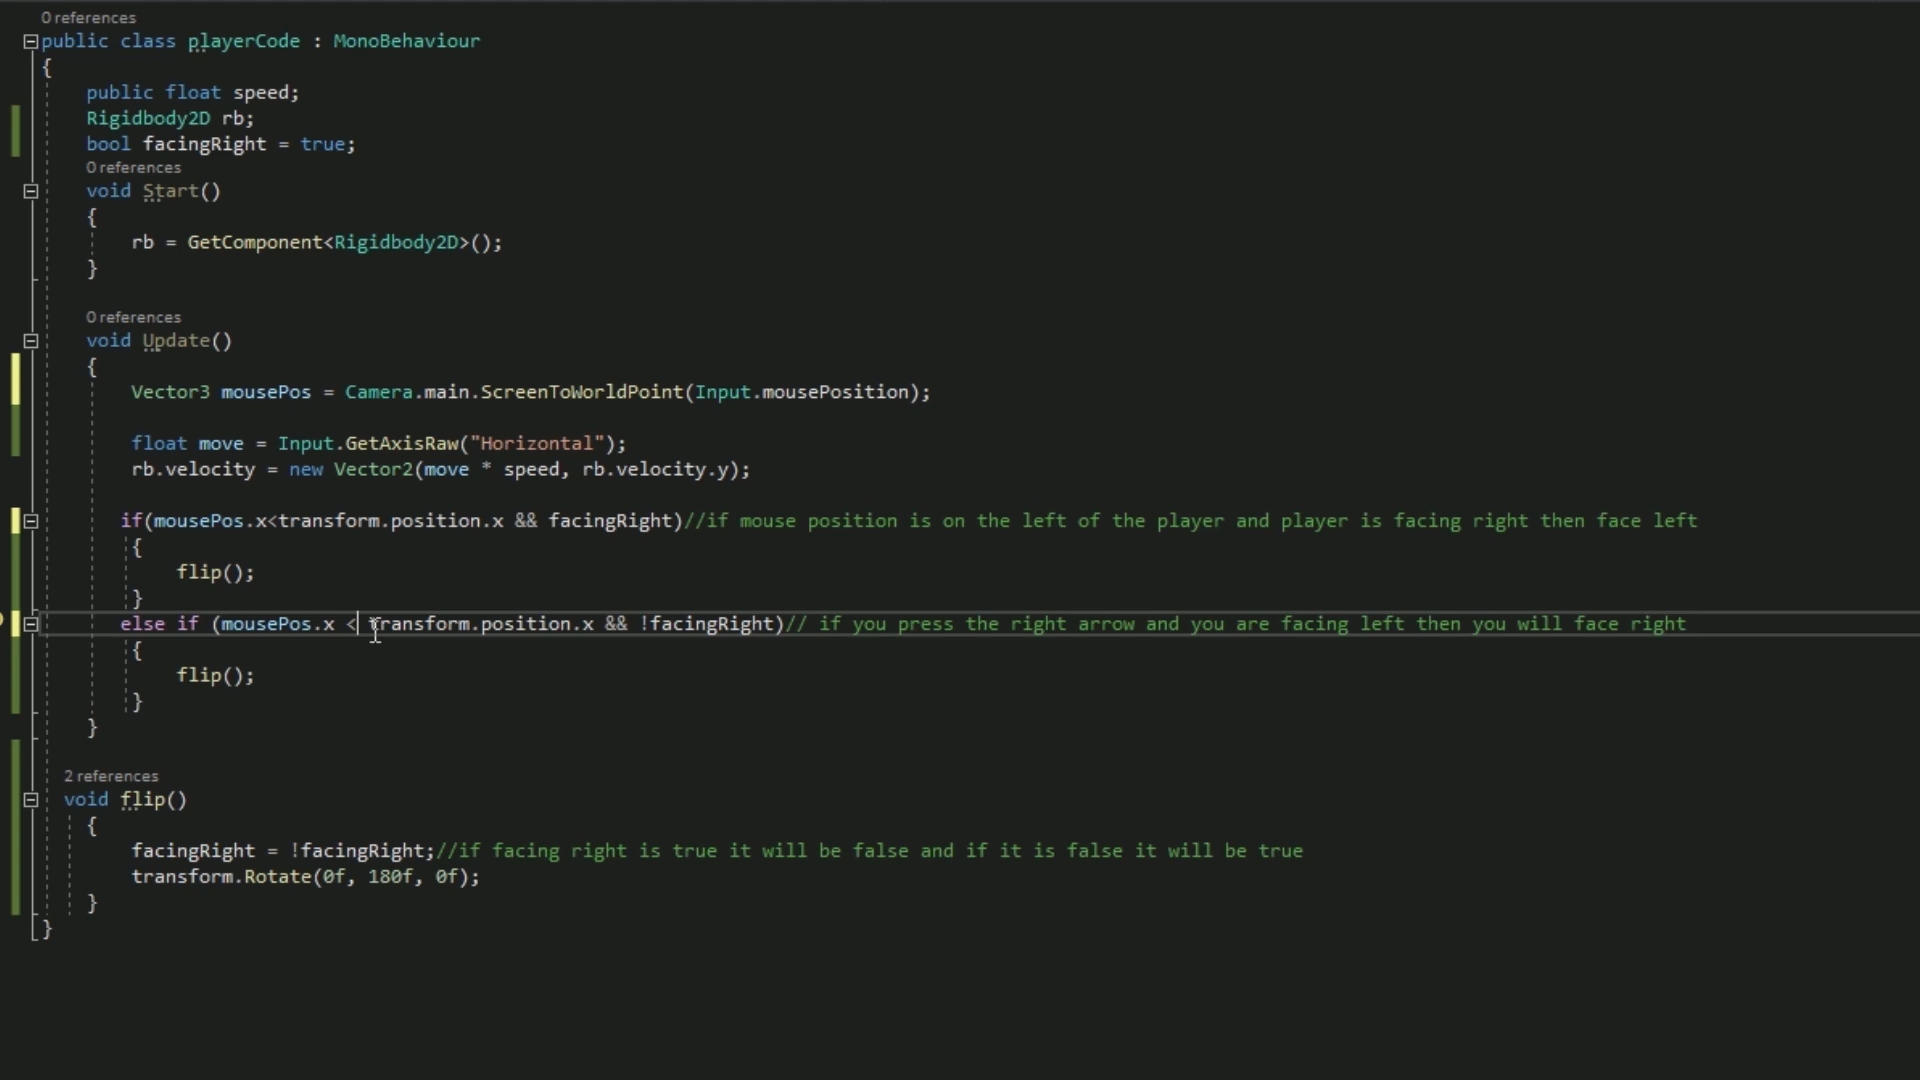 0 references
public class playerCode : MonoBehaviour
{
public float speed;
Rigidbody2D rb;
bool facingRight = true;
0 references
void Start()
{
rb = GetComponent<Rigidbody2D>();
}
0 references
void Update()
{
Vector3 mousePos = Camera.main.ScreenToWorldPoint(Input.mousePosition);
float move = Input.GetAxisRaw("Horizontal");
rb.velocity = new Vector2(move * speed, rb.velocity.y);
if(mousePos.x<transform.position.x && facingRight)//if mouse position is on the left of the player and player is facing right then face left
{
flip();
}
else if (mousePos.x < transform.position.x && !facingRight)// if you press the right arrow and you are facing left then you will face right
{
flip();
}
}
2 references
void flip()
{
facingRight = !facingRight;//if facing right is true it will be false and if it is false it will be true
transform.Rotate(0f, 180f, 0f);
}
}